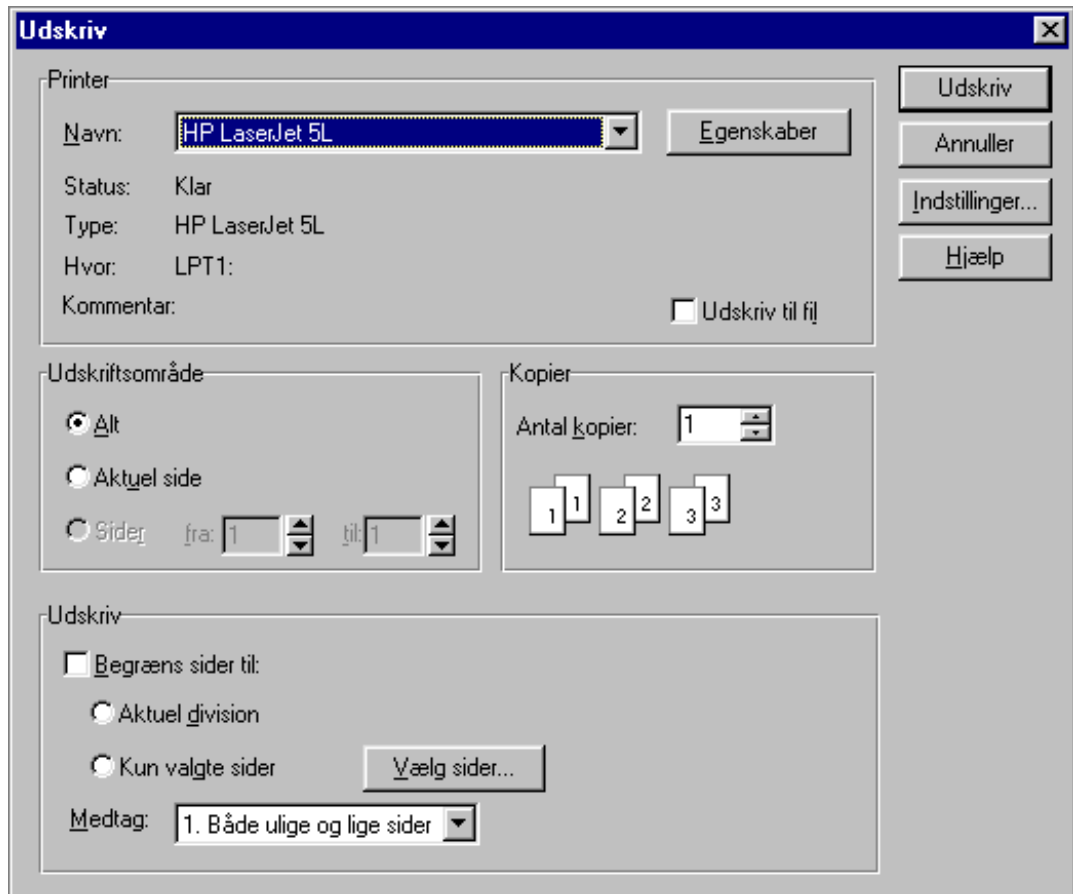 Udskriv
Printer
Navn: HP LaserJet 5L Egenskaber
Status: Klar
Type: HP LaserJet 5L
Hvor: LPT1:
Kommentar:
Udskriv til fil
Udskriv
Annuller
Indstillinger...
Hjælp
Udskriftsområde
Alt
Aktuel side
Sider fra: 1 til: 1
Kopier
Antal kopier: 1
1 1 2 2 3 3
Udskriv
Begræns sider til:
Aktuel division
Kun valgte sider Vælg sider...
Medtag: 1. Både ulige og lige sider